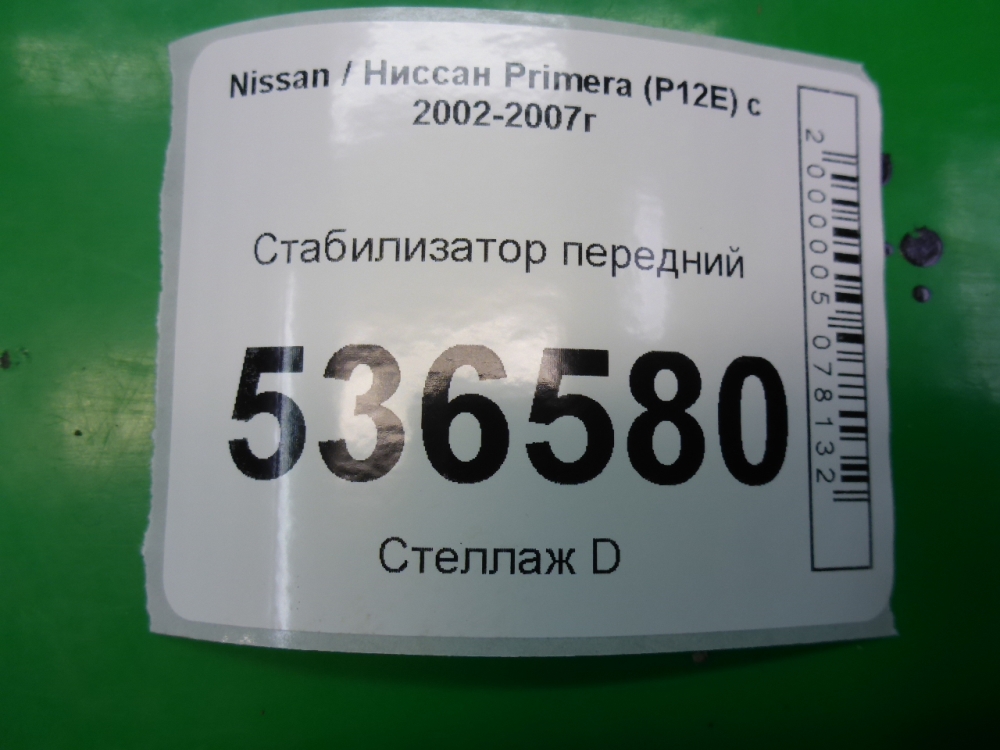 Nissan / Ниссан Primera (P12E) с
2002-2007г
Стабилизатор передний
536580
Стеллаж D
2000005078132